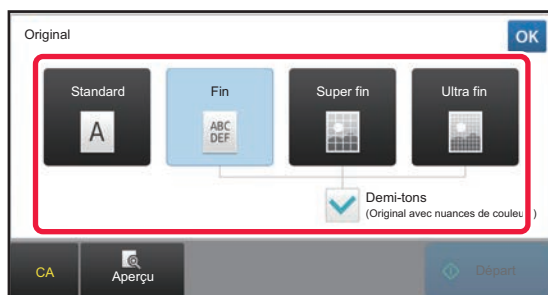 Original
OK
Standard
Fin
Super fin
Ultra fin
A
ABC
DEF
Demi-tons
(Original avec nuances de couleur)
CA
Aperçu
Départ